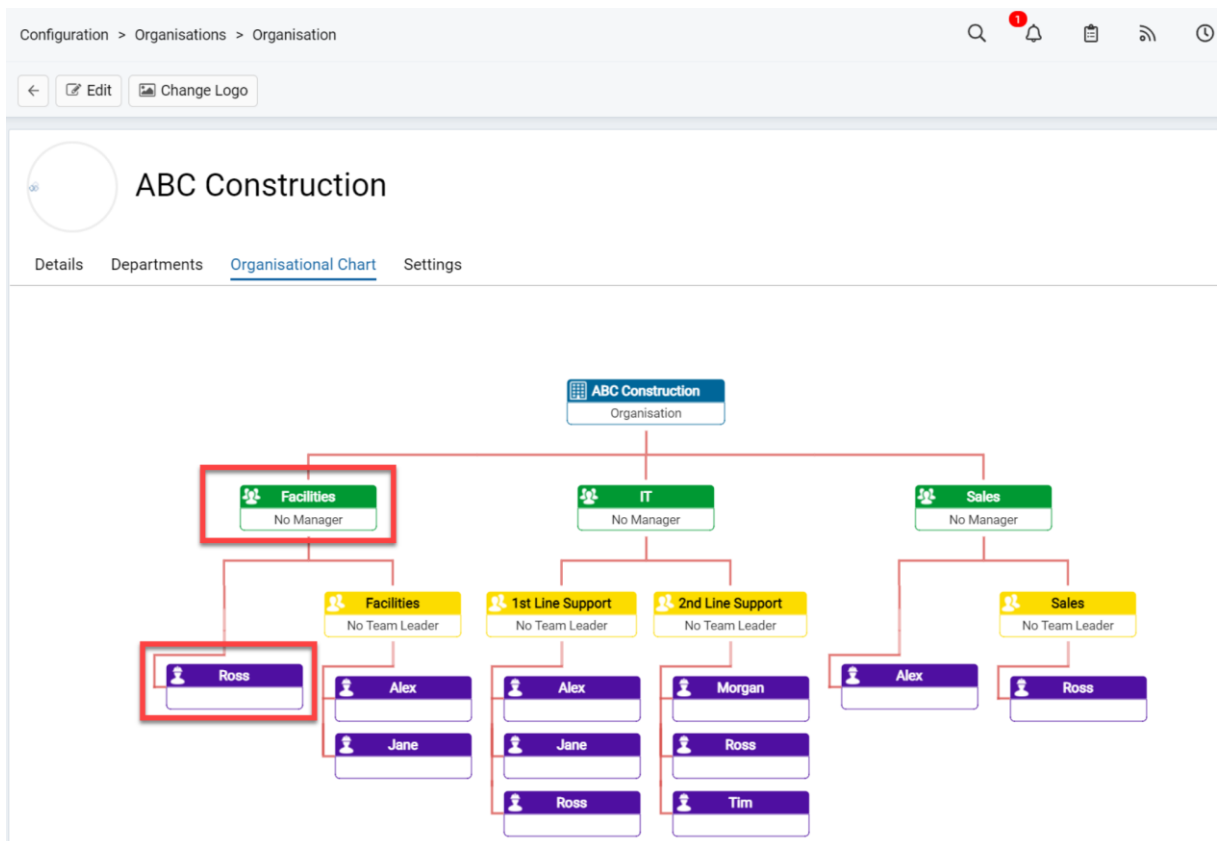 Configuration > Organisations > Organisation
1
Edit
Change Logo
ABC Construction
Details Departments Organisational Chart Settings
ABC Construction
Organisation
Facilities IT Sales
No Manager No Manager No Manager
Facilities 1st Line Support 2nd Line Support Sales
No Team Leader No Team Leader No Team Leader No Team Leader
Ross Alex
Alex Alex Morgan Ross
Jane Jane Ross
Ross Tim